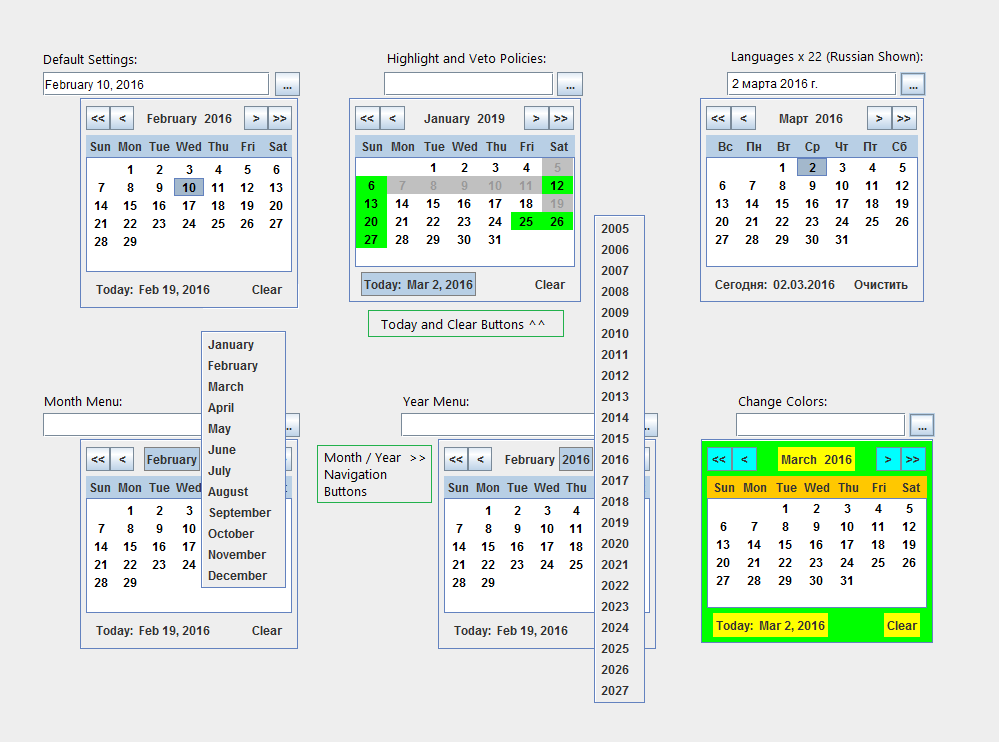 Default Settings:
February 10, 2016
...
<< < February 2016 > >>
Sun Mon Tue Wed Thu Fri Sat
1 2 3 4 5 6
7 8 9 10 11 12 13
14 15 16 17 18 19 20
21 22 23 24 25 26 27
28 29
Today: Feb 19, 2016 Clear
Highlight and Veto Policies:
...
<< < January 2019 > >>
Sun Mon Tue Wed Thu Fri Sat
1 2 3 4 5
6 7 8 9 10 11 12
13 14 15 16 17 18 19
20 21 22 23 24 25 26
27 28 29 30 31
Today: Mar 2, 2016 Clear
Today and Clear Buttons ^ ^
Languages x 22 (Russian Shown):
2 марта 2016 г.
...
<< < Март 2016 > >>
Вс Пн Вт Ср Чт Пт Сб
1 2 3 4 5
6 7 8 9 10 11 12
13 14 15 16 17 18 19
20 21 22 23 24 25 26
27 28 29 30 31
Сегодня: 02.03.2016 Очистить
Month Menu:
..
<< < February
Sun Mon Tue Wed
1 2 3
7 8 9 10
14 15 16 17
21 22 23 24
28 29
Today: Feb 19, 2016 Clear
January
February
March
April
May
June
July
August
September
October
November
December
Month / Year >>
Navigation
Buttons
Year Menu:
..
<< < February 2016
Sun Mon Tue Wed Thu
1 2 3 4
7 8 9 10 11
14 15 16 17 18
21 22 23 24 25
28 29
Today: Feb 19, 2016
2005
2006
2007
2008
2009
2010
2011
2012
2013
2014
2015
2016
2017
2018
2019
2020
2021
2022
2023
2024
2025
2026
2027
Change Colors:
...
<< < March 2016 > >>
Sun Mon Tue Wed Thu Fri Sat
1 2 3 4 5
6 7 8 9 10 11 12
13 14 15 16 17 18 19
20 21 22 23 24 25 26
27 28 29 30 31
Today: Mar 2, 2016 Clear